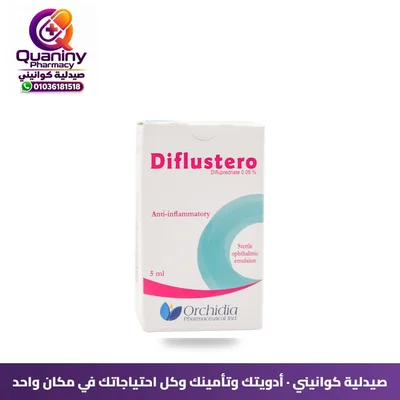 Quaniny
Pharmacy
صيدلية كوانيني
01036181518
Diflustero
Difluprednate 0.05 %
Anti-inflammatory
Sterile
ophthalmic
emulsion
5 ml
Orchidia
Pharmaceutical Ind.
صيدلية كوانيني - أدويتك وتأمينك وكل احتياجاتك في مكان واحد